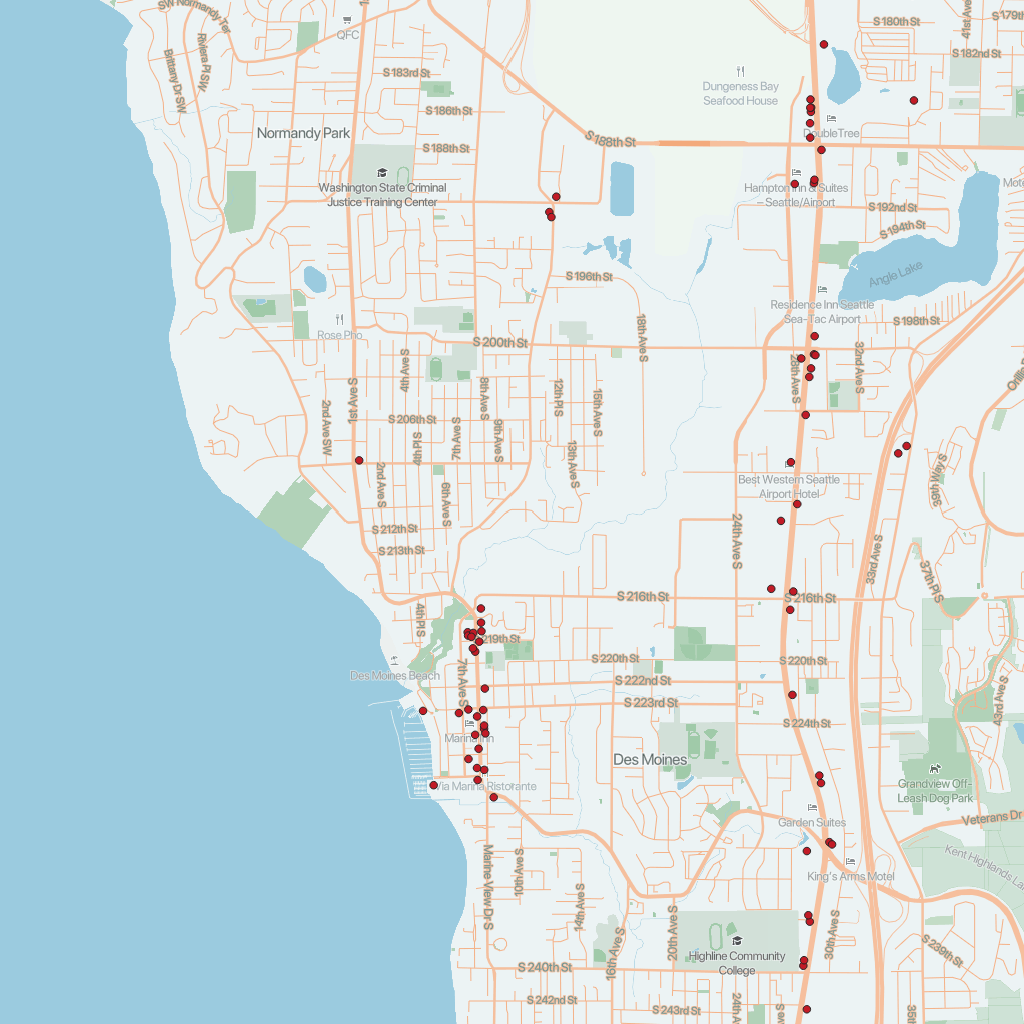 SW Normandy Ter
QFC
S 180th St
41st Ave S
S 179th
Riviera Pl SW
Brittany Dr SW
S 182nd St
S 183rd St
Dungeness Bay
Seafood House
S 186th St
Normandy Park
DoubleTree
S 188th St
S 188th St
Washington State Criminal
Justice Training Center
Hampton Inn & Suites
– Seattle/Airport
S 192nd St
S 194th St
Angle Lake
S 196th St
Residence Inn Seattle
Sea-Tac Airport
S 198th St
Rose Pho
S 200th St
18th Ave S
28th Ave S
32nd Ave S
4th Ave S
1st Ave S
8th Ave S
12th Pl S
15th Ave S
2nd Ave SW
S 206th St
4th Pl S
7th Ave S
9th Ave S
13th Ave S
2nd Ave S
6th Ave S
36th Way S
Best Western Seattle
Airport Hotel
S 212th St
24th Ave S
S 213th St
33rd Ave S
37th Pl S
S 216th St
S 216th St
4th Pl S
S 219th St
7th Ave S
S 220th St
S 220th St
Des Moines Beach
S 222nd St
S 223rd St
43rd Ave S
S 224th St
Marina Inn
Des Moines
Via Marina Ristorante
Grandview Off-
Leash Dog Park
Garden Suites
Veterans Dr
King's Arms Motel
Marine View Dr S
10th Ave S
14th Ave S
16th Ave S
20th Ave S
30th Ave S
Highline Community
College
S 239th St
S 240th St
S 242nd St
S 243rd St